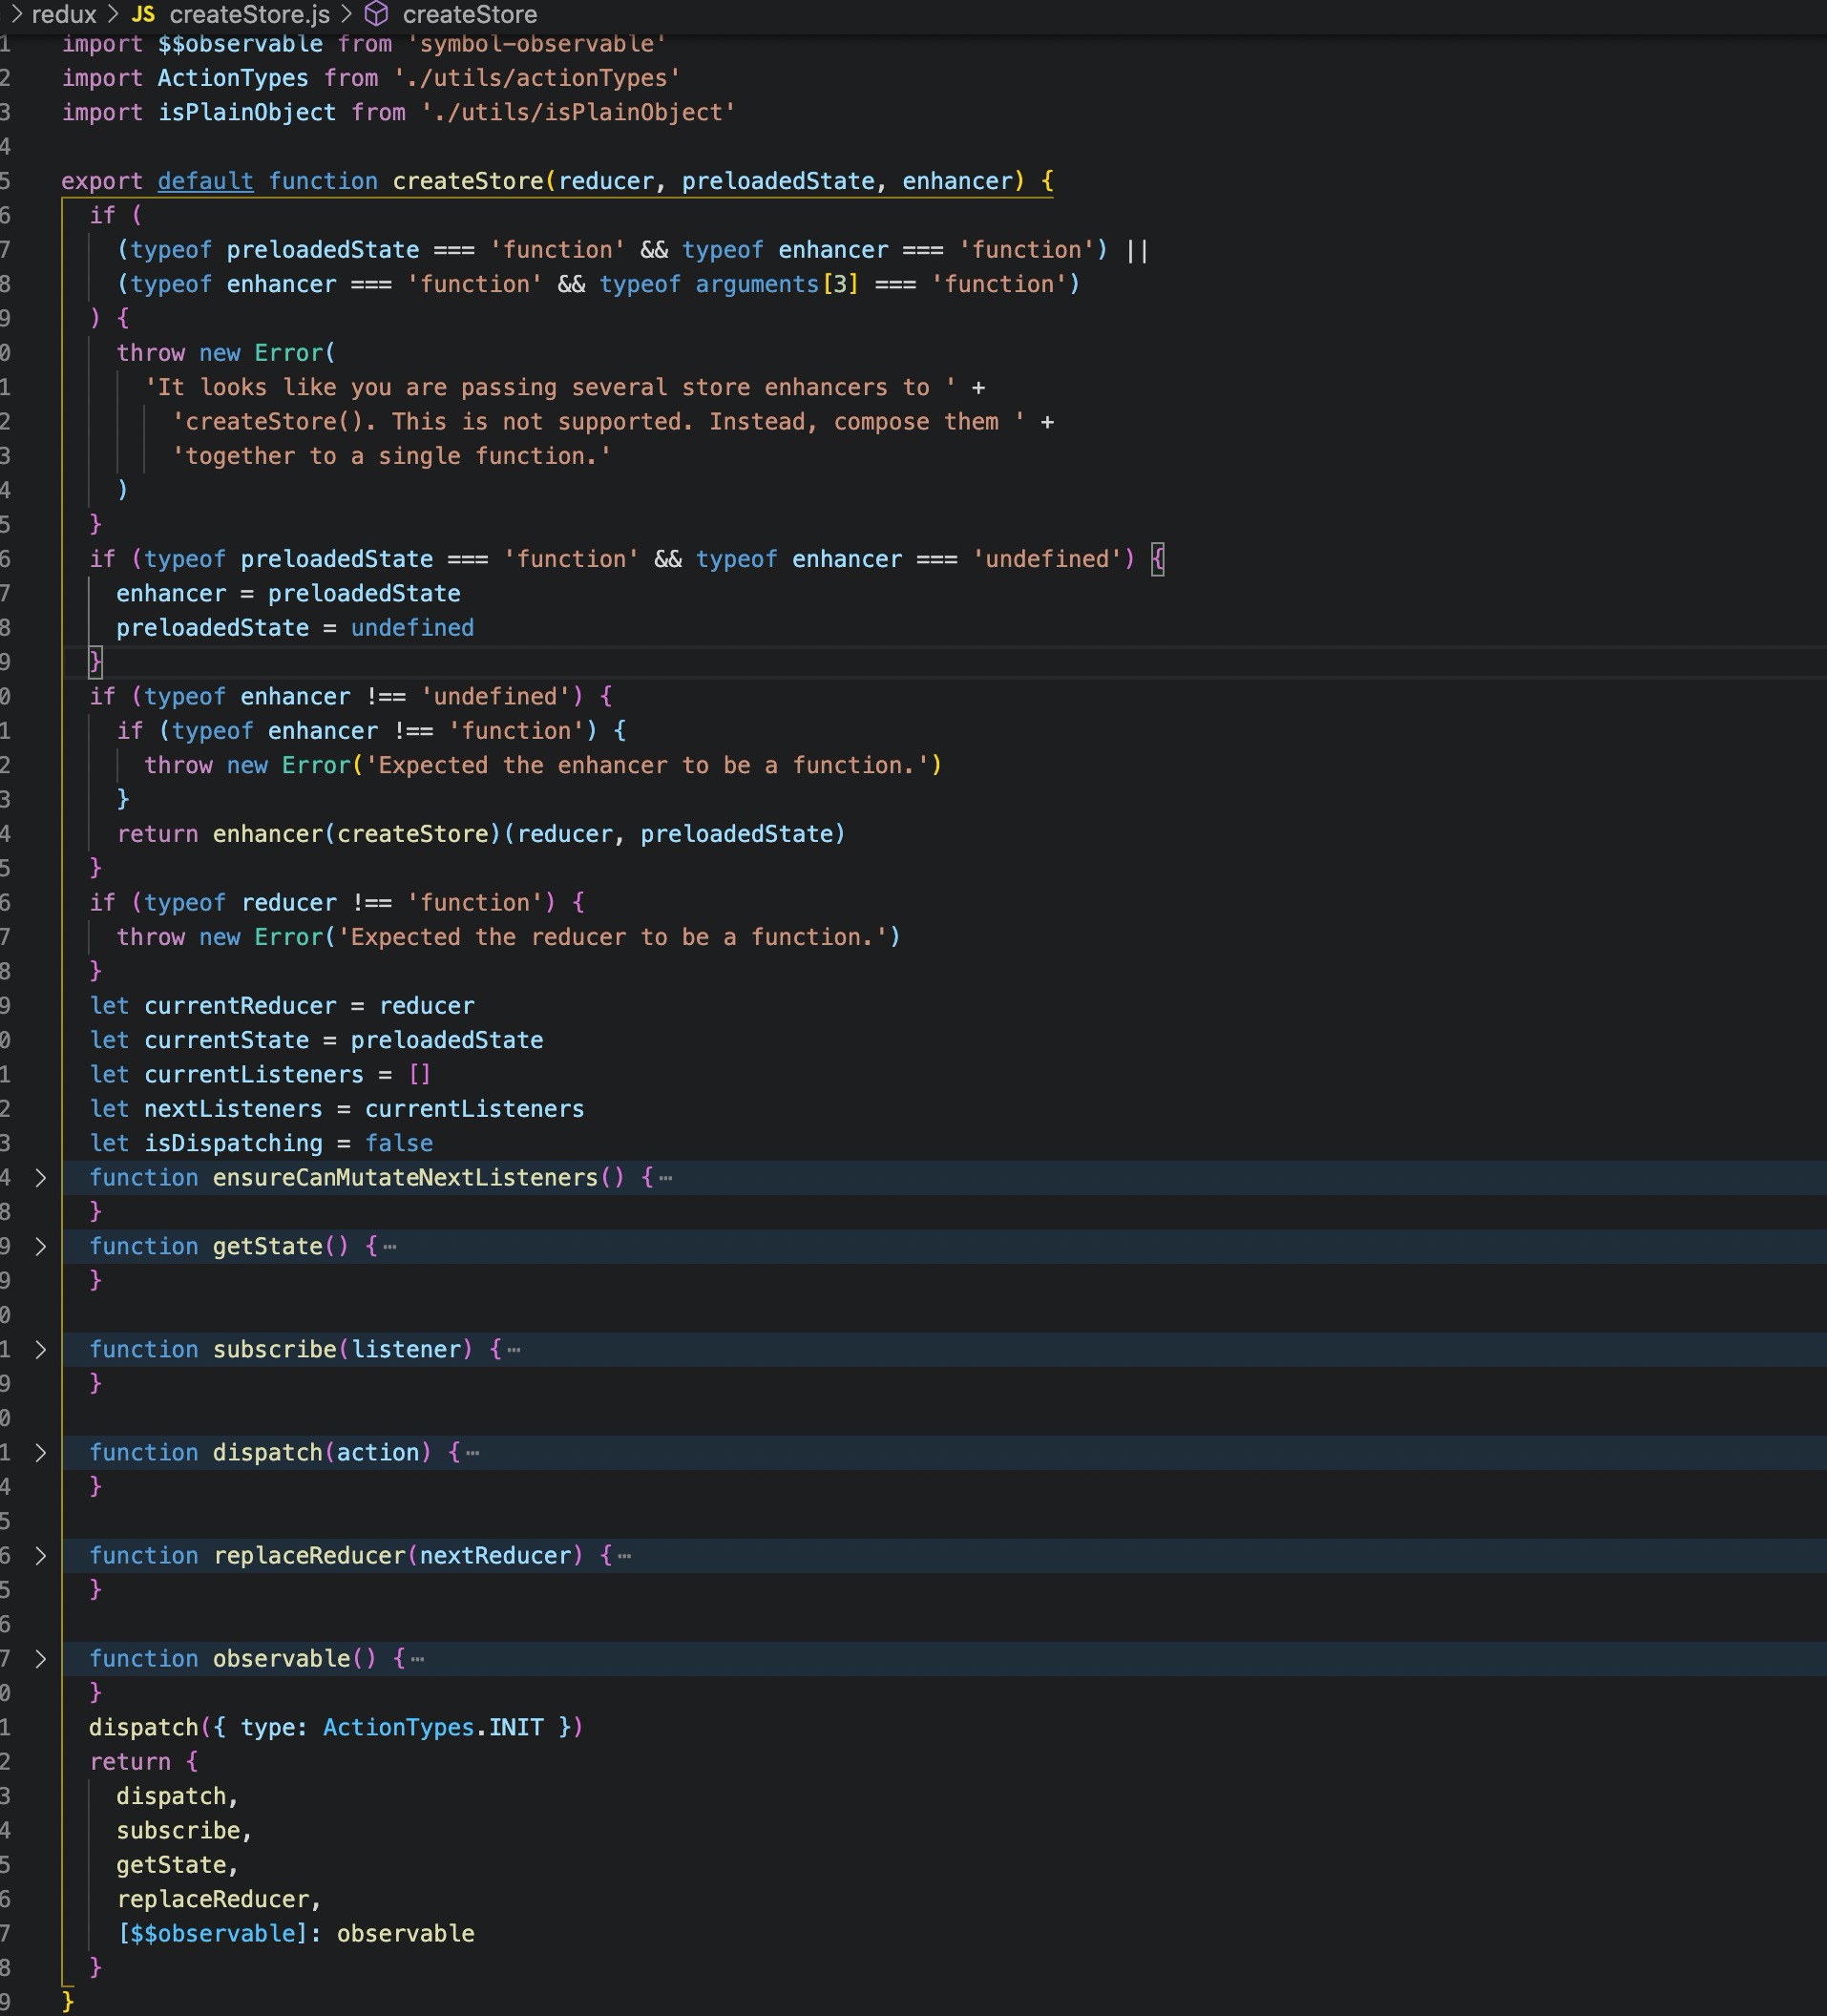 redux > JS createStore.js > createStore
1 import $$observable from 'symbol-observable'
2 import ActionTypes from './utils/actionTypes'
3 import isPlainObject from './utils/isPlainObject'
4
5 export default function createStore(reducer, preloadedState, enhancer) {
6 if (
7 (typeof preloadedState === 'function' && typeof enhancer === 'function') ||
8 (typeof enhancer === 'function' && typeof arguments[3] === 'function')
9 ) {
0 throw new Error(
1 'It looks like you are passing several store enhancers to ' +
2 'createStore(). This is not supported. Instead, compose them ' +
3 'together to a single function.'
4 )
5 }
6 if (typeof preloadedState === 'function' && typeof enhancer === 'undefined') {
7 enhancer = preloadedState
8 preloadedState = undefined
9 }
0 if (typeof enhancer !== 'undefined') {
1 if (typeof enhancer !== 'function') {
2 throw new Error('Expected the enhancer to be a function.')
3 }
4 return enhancer(createStore)(reducer, preloadedState)
5 }
6 if (typeof reducer !== 'function') {
7 throw new Error('Expected the reducer to be a function.')
8 }
9 let currentReducer = reducer
0 let currentState = preloadedState
1 let currentListeners = []
2 let nextListeners = currentListeners
3 let isDispatching = false
4 function ensureCanMutateNextListeners() {…
8 }
9 function getState() {…
9 }
0
1 function subscribe(listener) {…
9 }
0
1 function dispatch(action) {…
4 }
5
6 function replaceReducer(nextReducer) {…
5 }
6
7 function observable() {…
0 }
1 dispatch({ type: ActionTypes.INIT })
2 return {
3 dispatch,
4 subscribe,
5 getState,
6 replaceReducer,
7 [$$observable]: observable
8 }
9 }